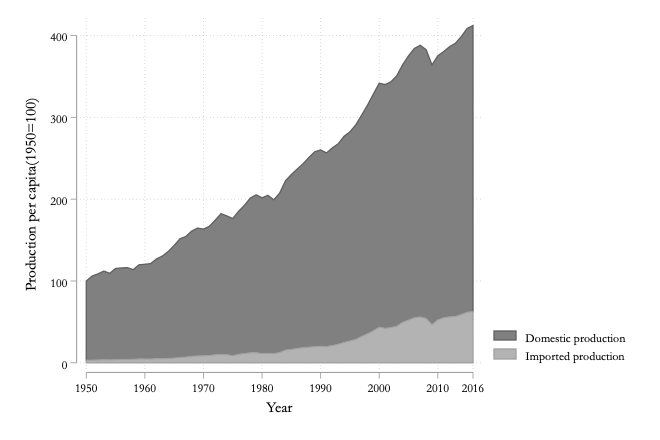 400
300
200
100
0
Production per capita(1950=100)
1950 1960 1970 1980 1990 2000 2010 2016
Year
Domestic production
Imported production